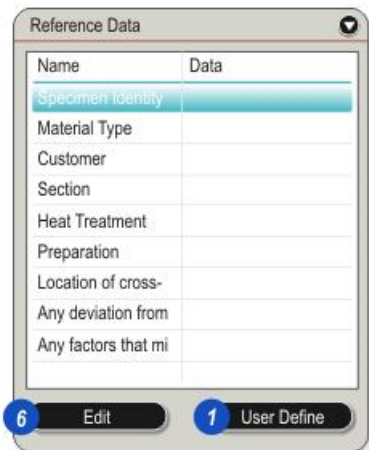 Reference Data
Name Data
Specimen Identity
Material Type
Customer
Section
Heat Treatment
Preparation
Location of cross-
Any deviation from
Any factors that mi
6 Edit 1 User Define